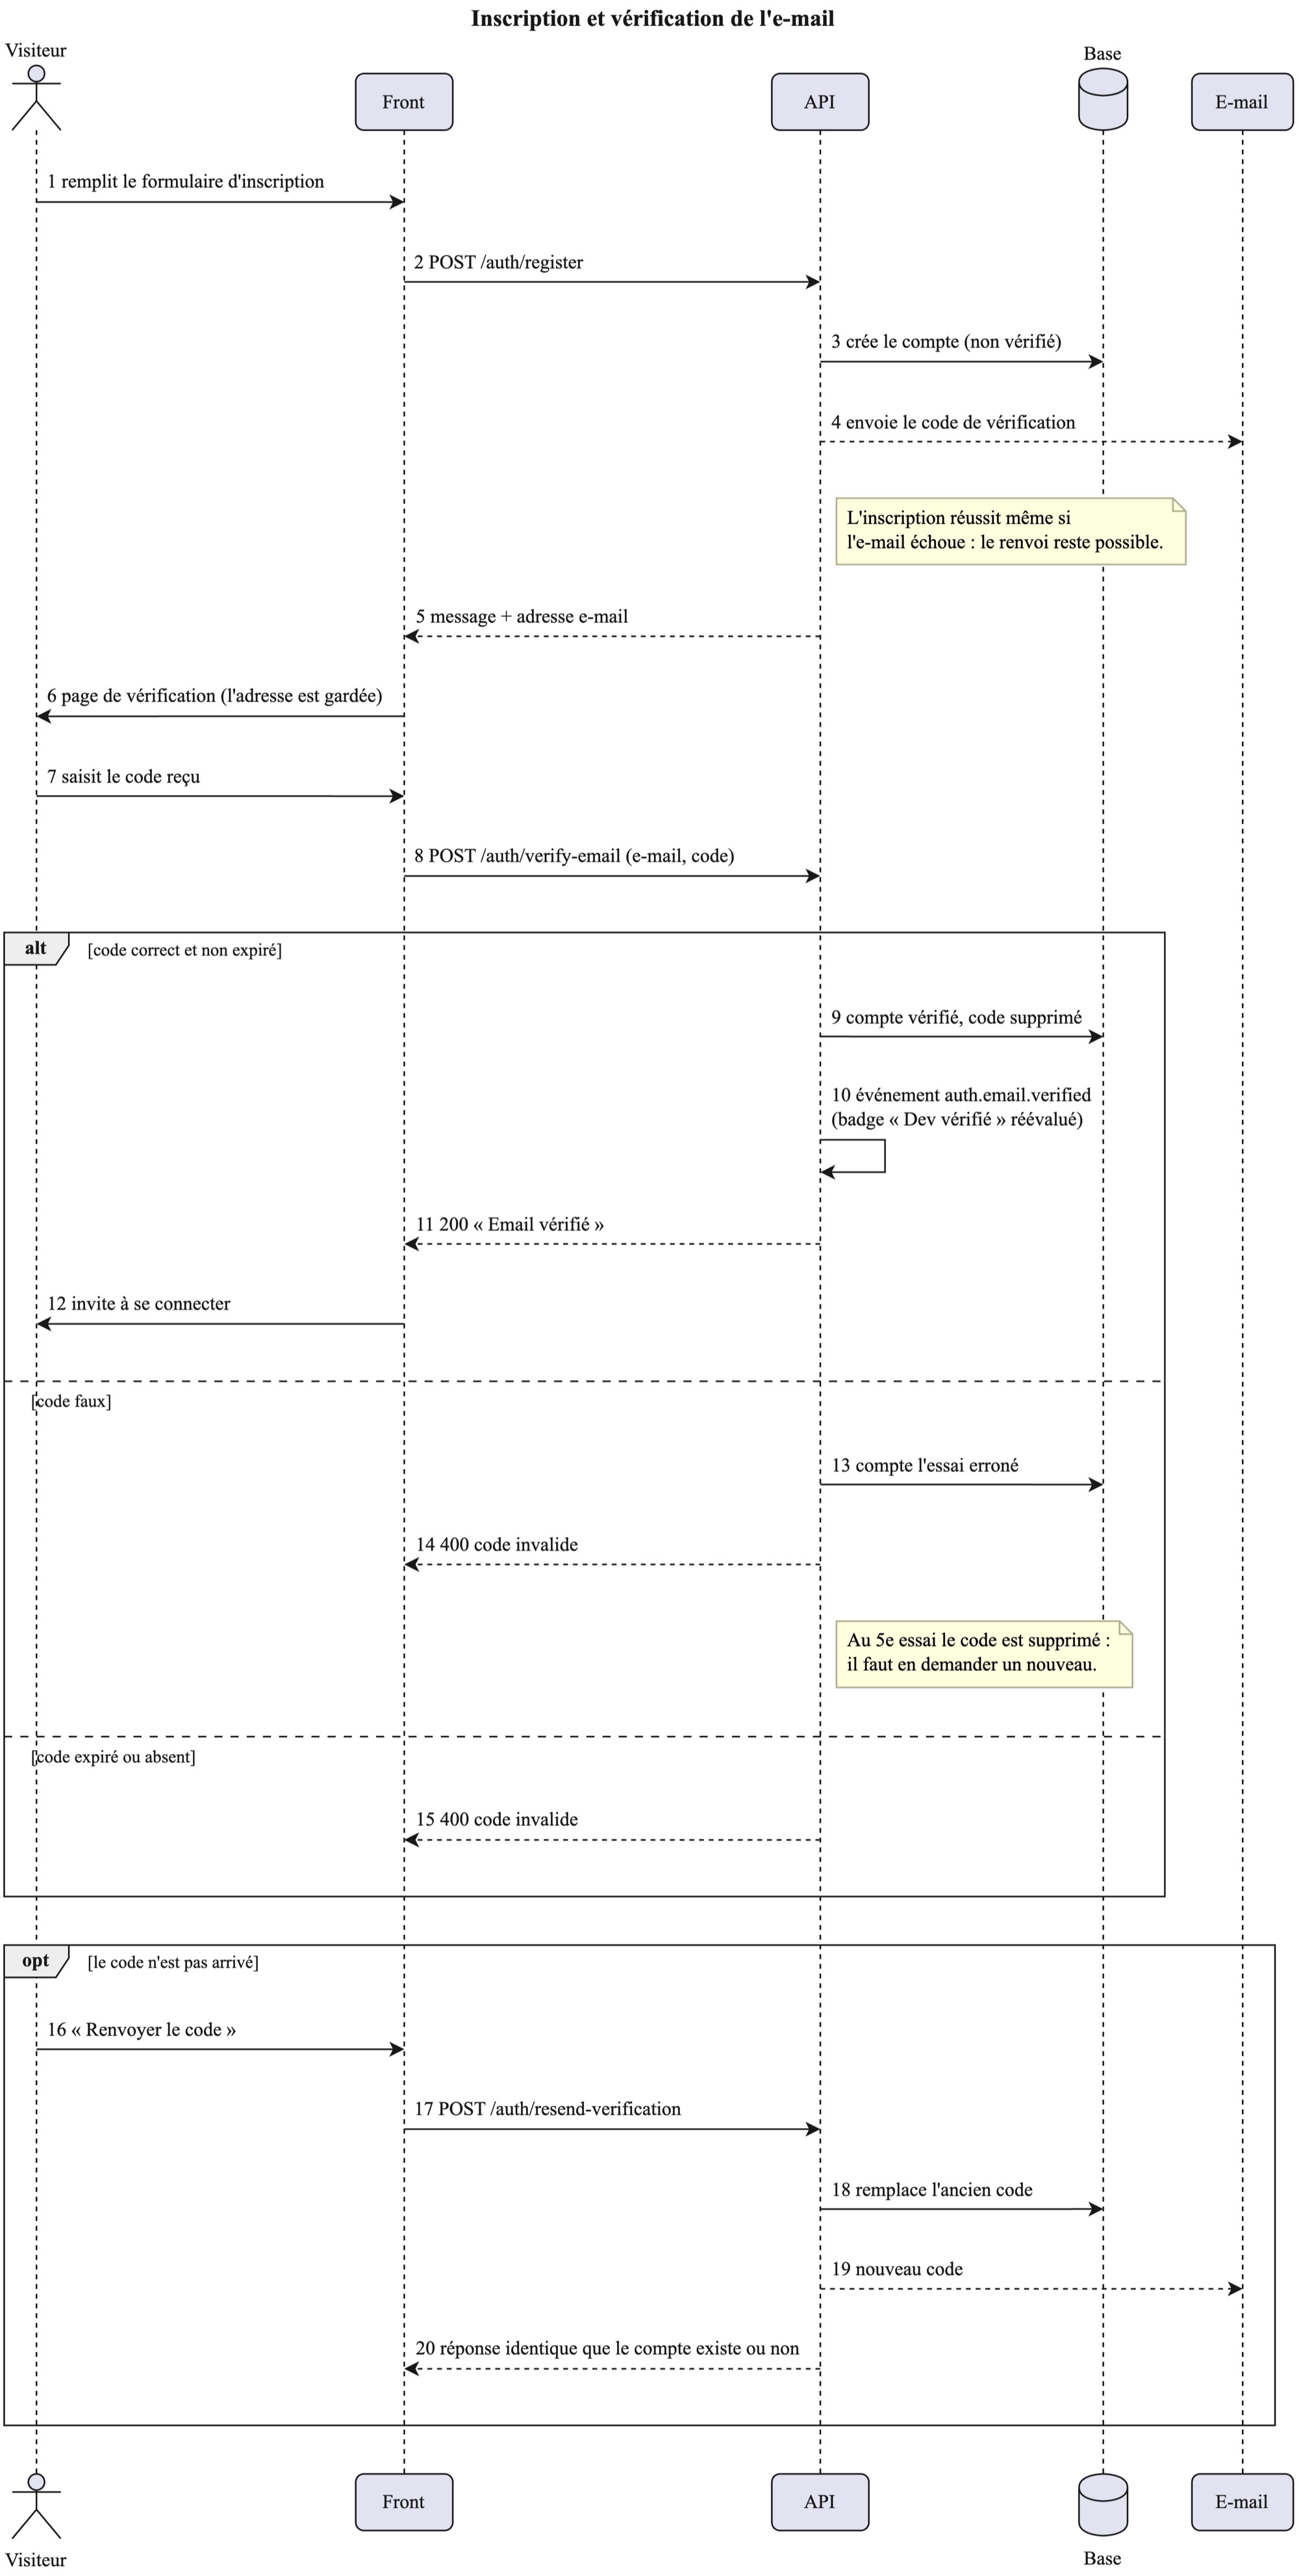 Inscription et vérification de l'e-mail
Visiteur
Front
API
Base
E-mail
1 remplit le formulaire d'inscription
2 POST /auth/register
3 crée le compte (non vérifié)
4 envoie le code de vérification
L'inscription réussit même si
l'e-mail échoue : le renvoi reste possible.
5 message + adresse e-mail
6 page de vérification (l'adresse est gardée)
7 saisit le code reçu
8 POST /auth/verify-email (e-mail, code)
alt
[code correct et non expiré]
9 compte vérifié, code supprimé
10 événement auth.email.verified
(badge « Dev vérifié » réévalué)
11 200 « Email vérifié »
12 invite à se connecter
[code faux]
13 compte l'essai erroné
14 400 code invalide
Au 5e essai le code est supprimé :
il faut en demander un nouveau.
[code expiré ou absent]
15 400 code invalide
opt
[le code n'est pas arrivé]
16 « Renvoyer le code »
17 POST /auth/resend-verification
18 remplace l'ancien code
19 nouveau code
20 réponse identique que le compte existe ou non
Visiteur
Front
API
Base
E-mail